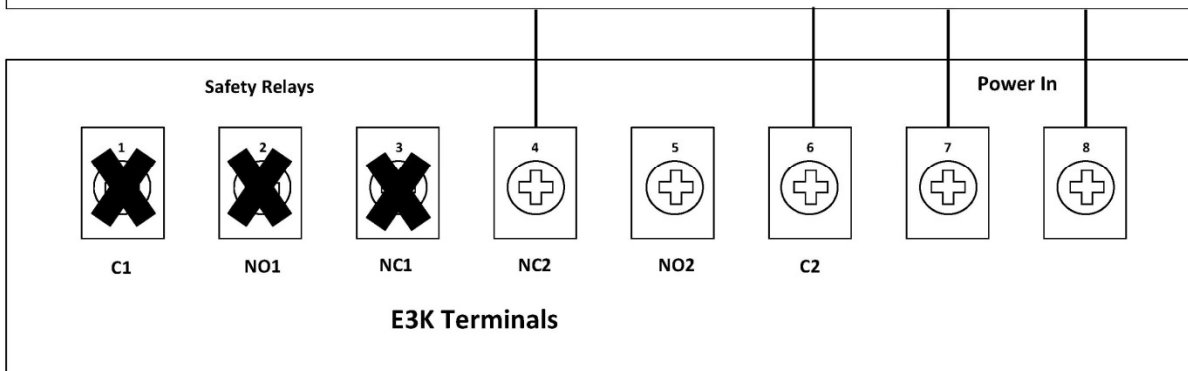 Safety Relays
Power In
1 2 3 4 5 6 7 8
C1 NO1 NC1 NC2 NO2 C2
E3K Terminals